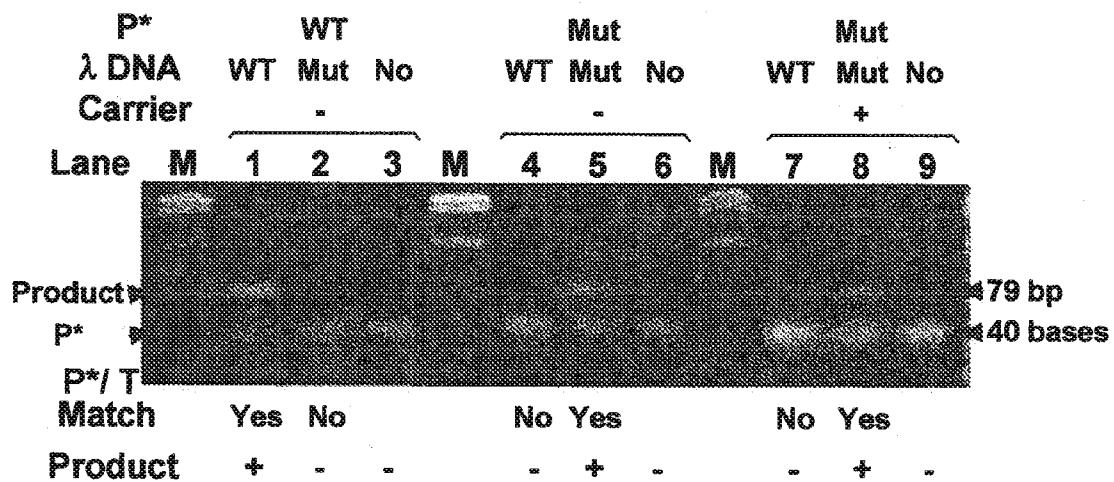 P* WT Mut Mut
λ DNA WT Mut No WT Mut No WT Mut No
Carrier - - +
Lane M 1 2 3 M 4 5 6 M 7 8 9
Product 79 bp
P* 40 bases
P*/ T
Match Yes No No Yes No Yes
Product + - - - + - - + -